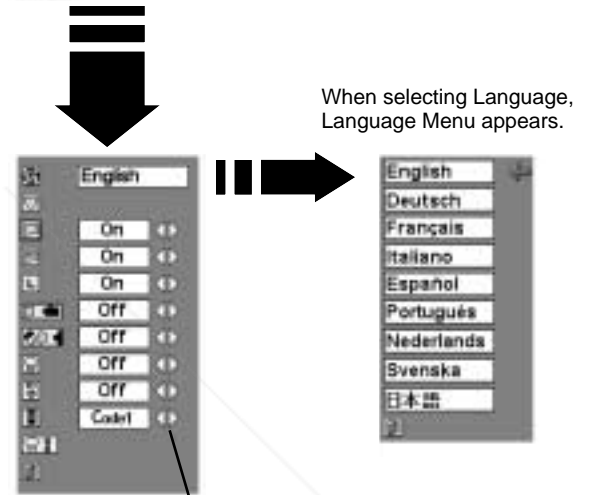 When selecting Language,
Language Menu appears.
English
On
On
On
Off
Off
Off
Off
Code1
English
Deutsch
Français
Italiano
Español
Português
Nederlands
Svenska
日本語